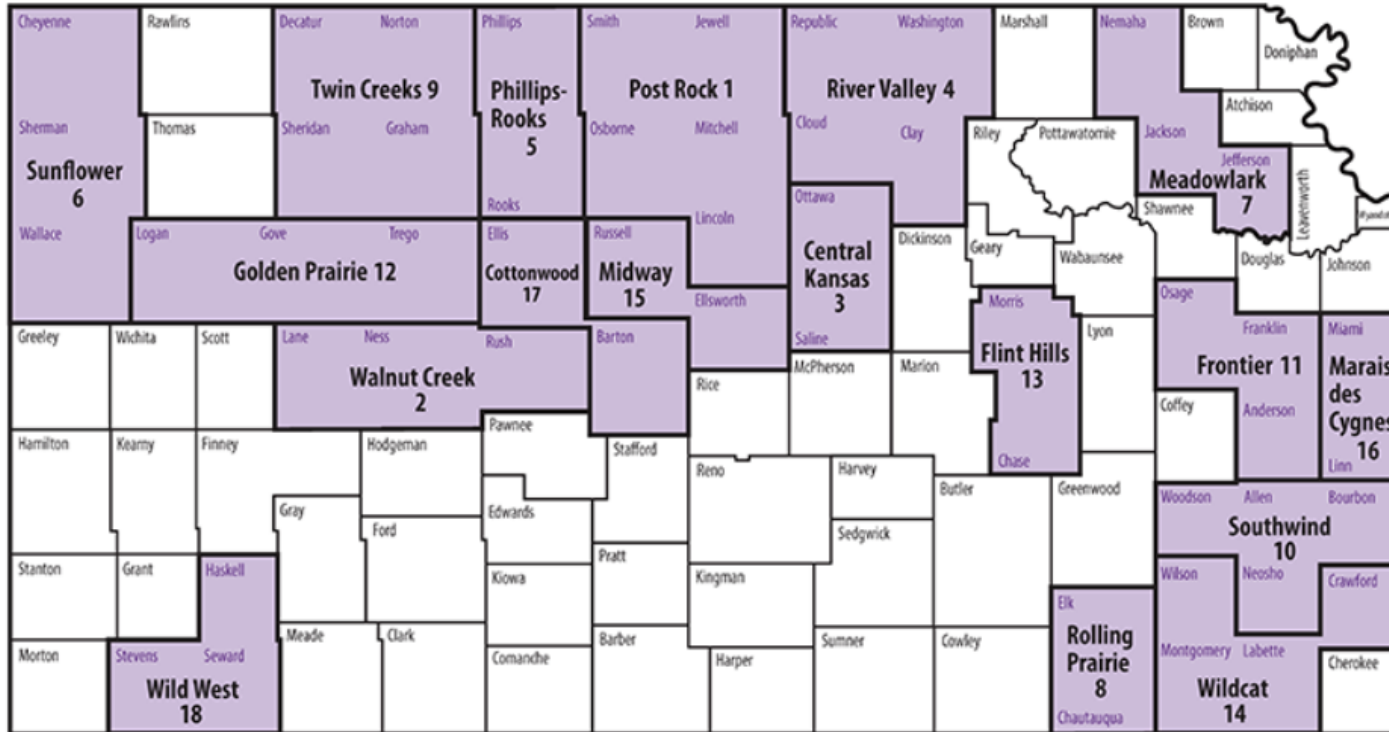 Cheyenne
Rawlins
Decatur
Norton
Phillips
Smith
Jewell
Republic
Washington
Marshall
Nemaha
Brown
Doniphan
Twin Creeks 9
Phillips-
Rooks
5
Post Rock 1
River Valley 4
Atchison
Sherman
Thomas
Sheridan
Graham
Osborne
Mitchell
Cloud
Clay
Riley
Pottawatomie
Jackson
Jefferson
Sunflower
6
Meadowlark
7
Leavenworth
Rooks
Lincoln
Ottawa
Shawnee
Wallace
Logan
Gove
Trego
Ellis
Russell
Dickinson
Geary
Wabaunsee
Douglas
Johnson
Golden Prairie 12
Cottonwood
17
Midway
15
Central
Kansas
3
Ellsworth
Morris
Osage
Greeley
Wichita
Scott
Lane
Ness
Rush
Barton
Saline
Lyon
Franklin
Miami
Walnut Creek
2
Rice
McPherson
Marion
Flint Hills
13
Frontier 11
Marais
des
Cygnes
16
Coffey
Anderson
Linn
Hamilton
Kearny
Finney
Hodgeman
Pawnee
Stafford
Reno
Harvey
Chase
Butler
Greenwood
Woodson
Allen
Bourbon
Southwind
10
Gray
Ford
Edwards
Sedgwick
Stanton
Grant
Haskell
Kiowa
Pratt
Kingman
Wilson
Neosho
Crawford
Elk
Rolling
Prairie
8
Chautauqua
Morton
Stevens
Seward
Wild West
18
Meade
Clark
Comanche
Barber
Harper
Sumner
Cowley
Montgomery
Labette
Wildcat
14
Cherokee